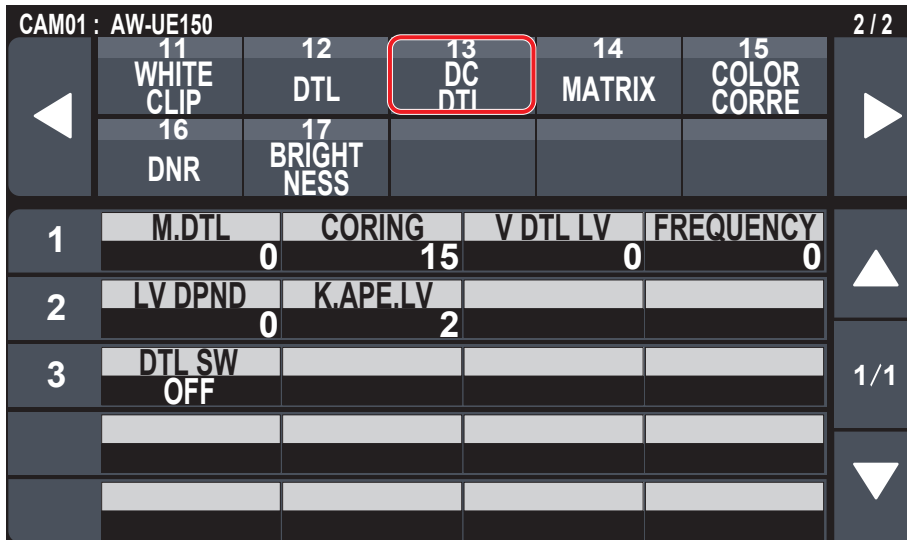 CAM01 : AW-UE150 2 / 2
11 12 13 14 15
WHITE CLIP DTL DC DTL MATRIX COLOR CORRE
16 17
DNR BRIGHT NESS
1 M.DTL CORING V DTL LV FREQUENCY
0 15 0 0
2 LV DPND K.APE.LV
0 2
3 DTL SW 1/1
OFF